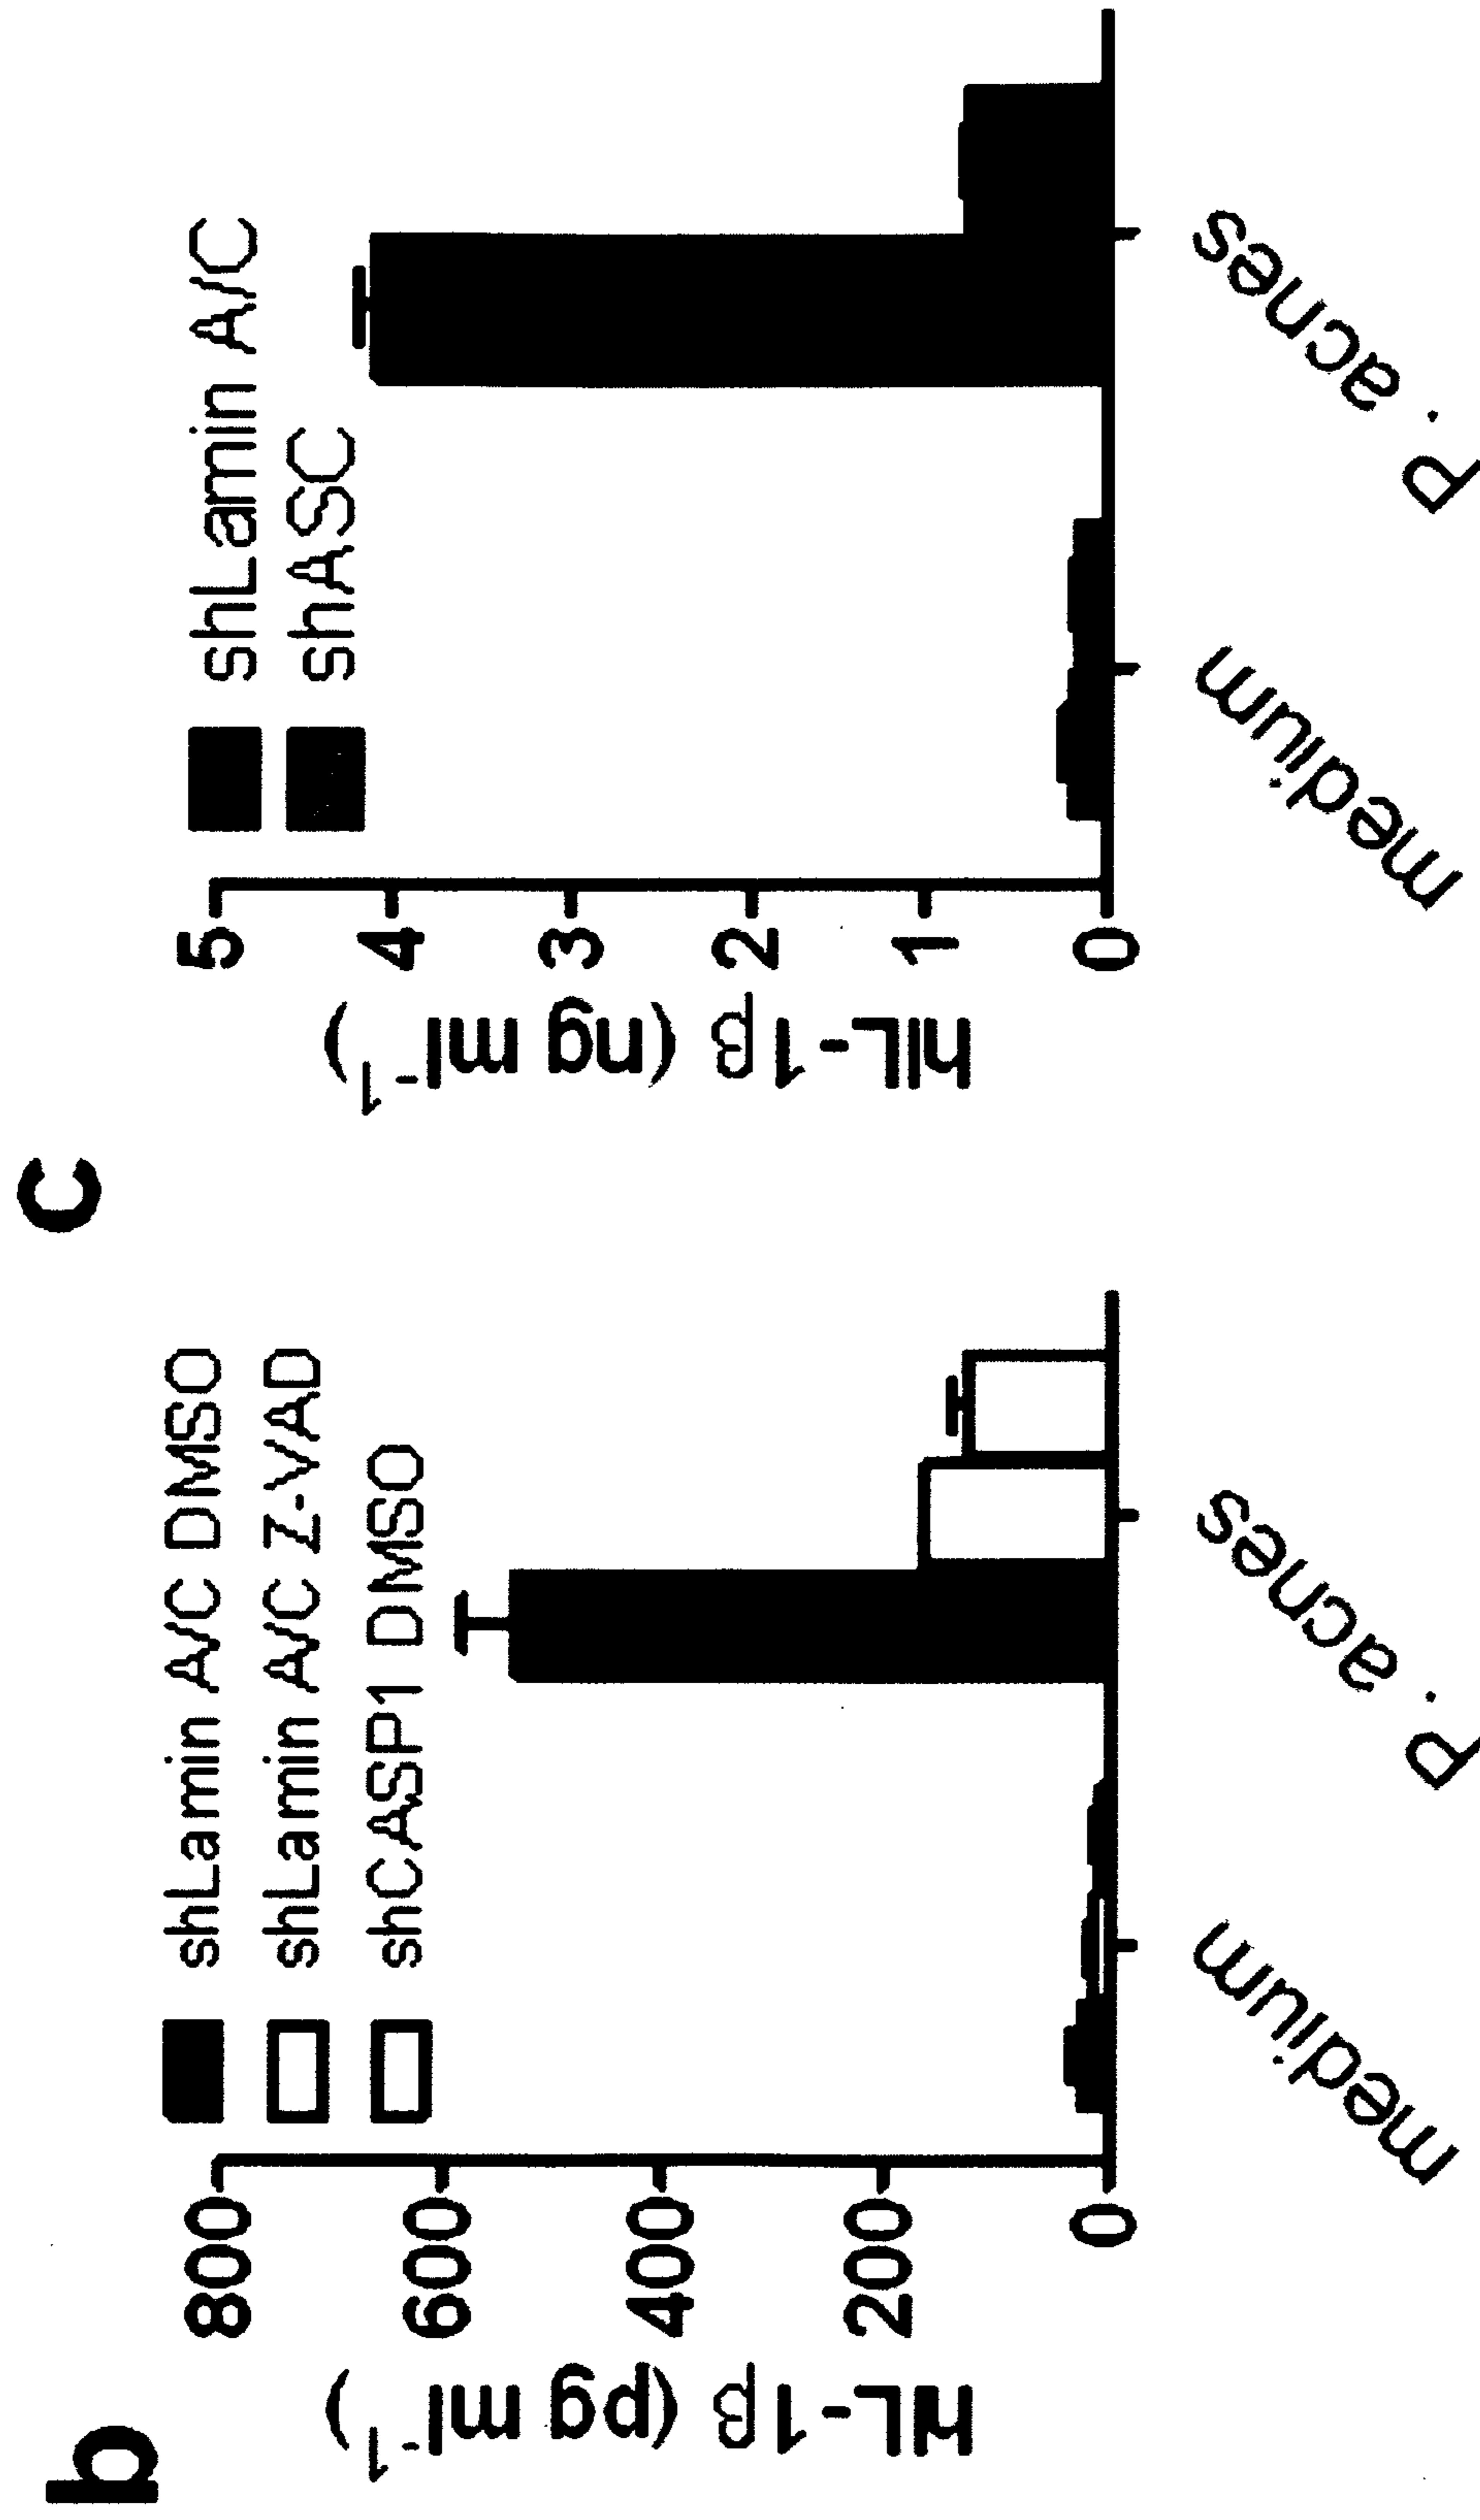 b
hIL-1β (pg ml⁻¹)
800
600
400
200
0
shLamin A/C DMSO
shLamin A/C Z-VAD
shCASP1 DMSO
medium
P. acnes
c
hIL-1β (ng ml⁻¹)
5
4
3
2
1
0
shLamin A/C
shASC
medium
P. acnes